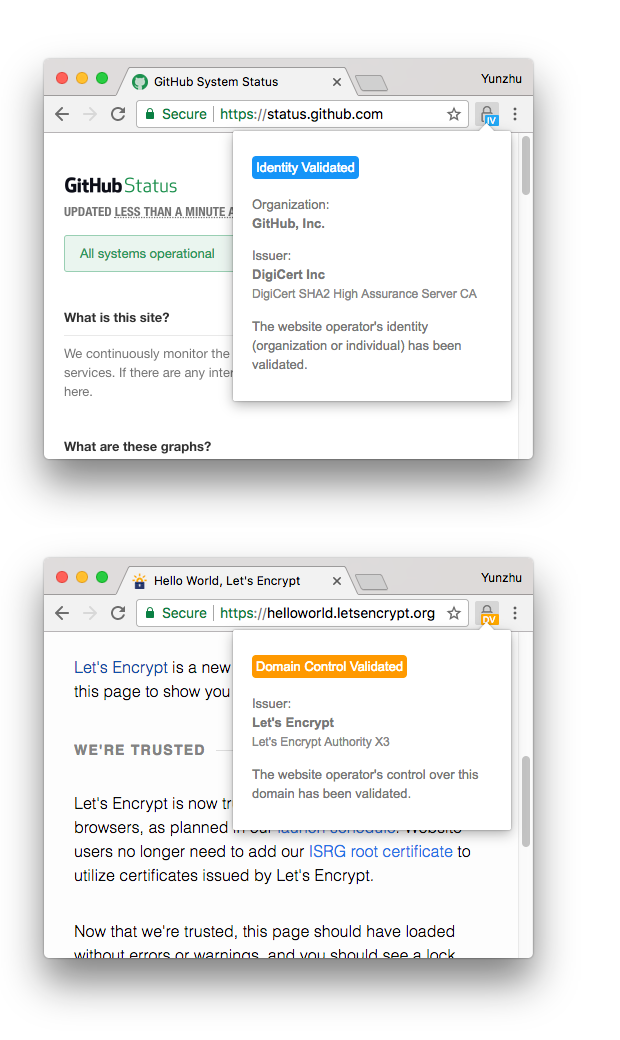 GitHub System Status
Yunzhu
Secure https://status.github.com
IV
GitHub Status
UPDATED LESS THAN A MINUTE A
All systems operational
What is this site?
We continuously monitor the
services. If there are any inter
here.
What are these graphs?
Identity Validated
Organization:
GitHub, Inc.
Issuer:
DigiCert Inc
DigiCert SHA2 High Assurance Server CA
The website operator's identity
(organization or individual) has been
validated.
Hello World, Let's Encrypt
Yunzhu
Secure https://helloworld.letsencrypt.org
DV
Let's Encrypt is a new
this page to show you
WE'RE TRUSTED
Let's Encrypt is now tr
browsers, as planned in our launch schedule. Website
users no longer need to add our ISRG root certificate to
utilize certificates issued by Let's Encrypt.
Now that we're trusted, this page should have loaded
without errors or warnings, and you should see a lock
Domain Control Validated
Issuer:
Let's Encrypt
Let's Encrypt Authority X3
The website operator's control over this
domain has been validated.